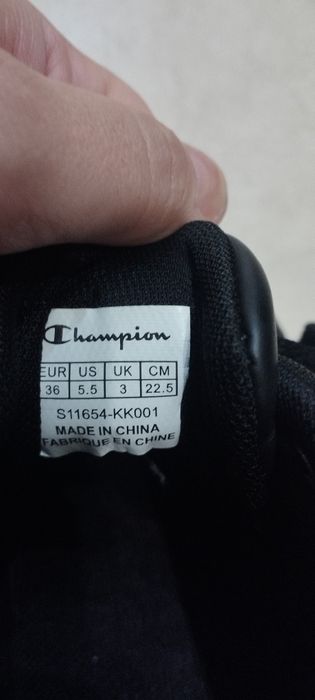 Champion
EUR US UK CM
36 5.5 3 22.5
S11654-KK001
MADE IN CHINA
FABRIQUE EN CHINE